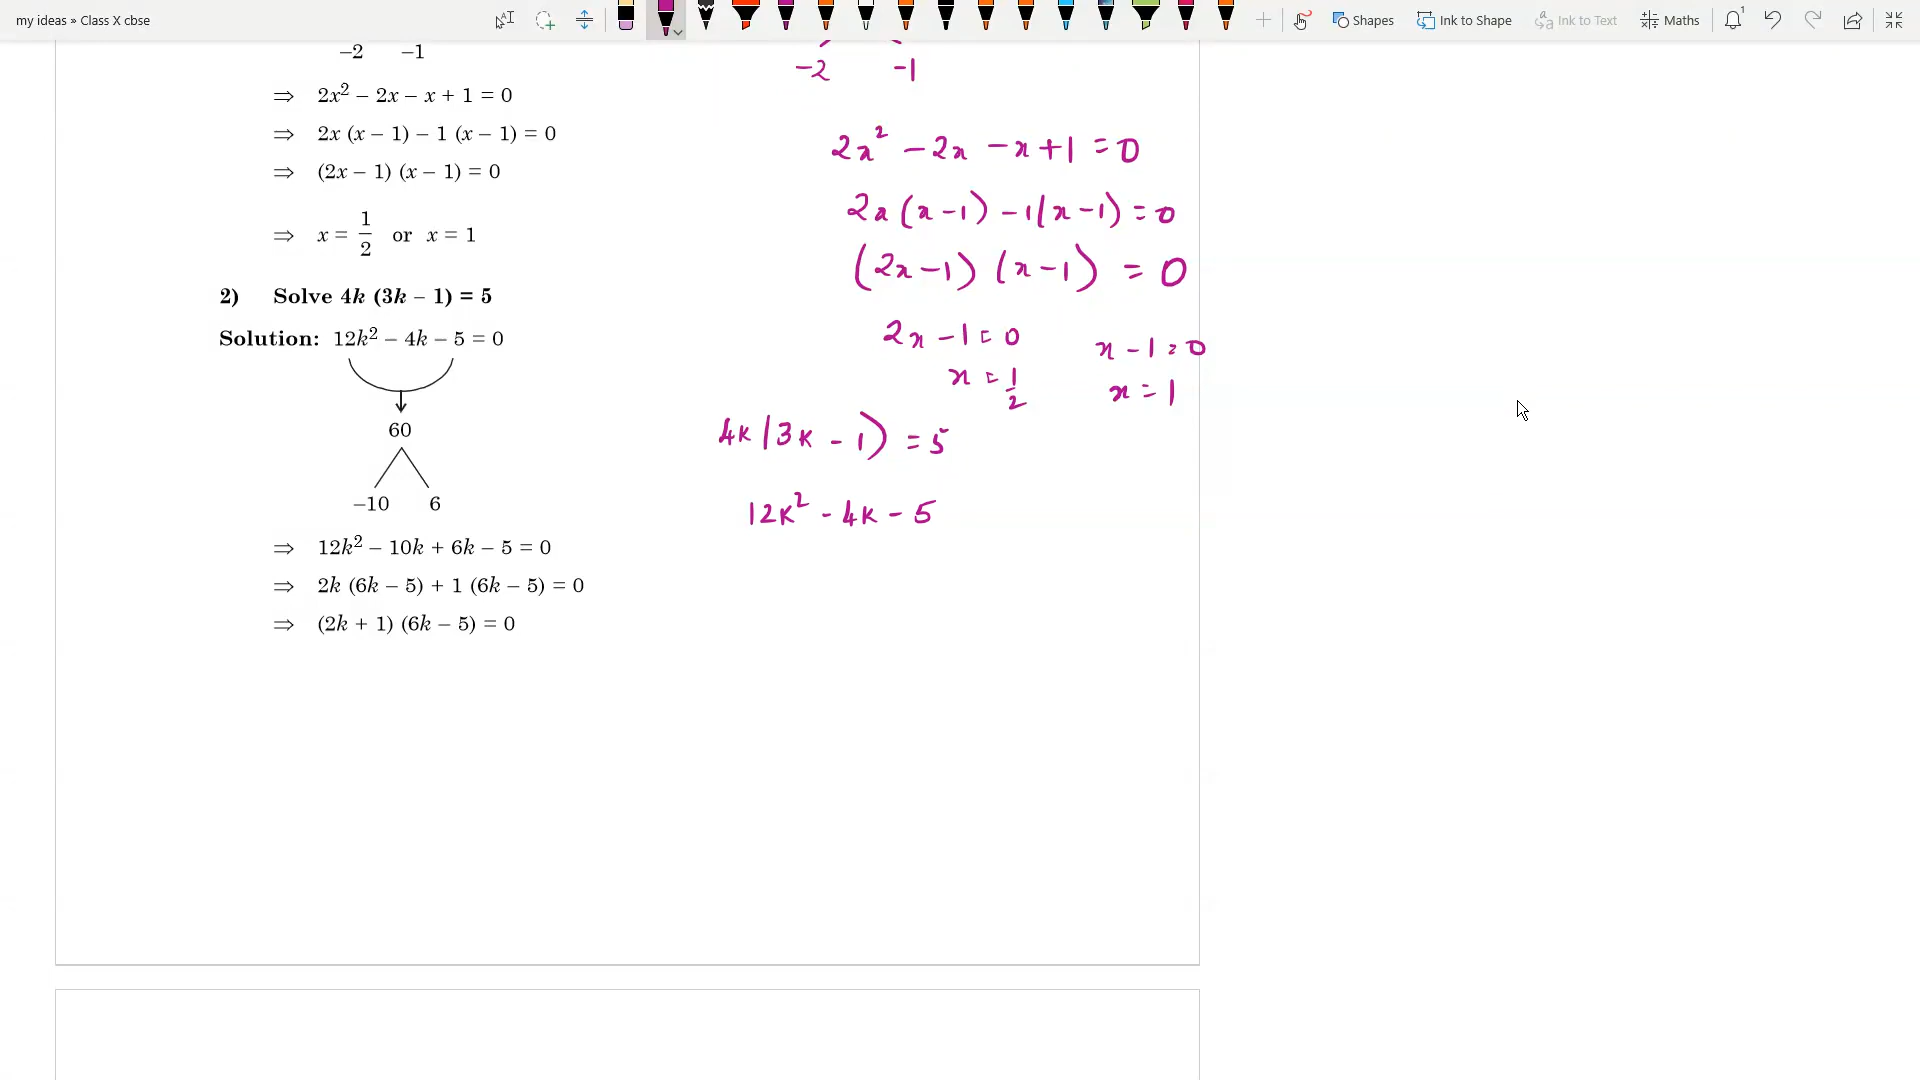 my ideas » Class X cbse
Shapes
Ink to Shape
Ink to Text
Maths
−2 −1
⇒ 2x² − 2x − x + 1 = 0
⇒ 2x (x − 1) − 1 (x − 1) = 0
⇒ (2x − 1) (x − 1) = 0
⇒ x = 1/2 or x = 1
2) Solve 4k (3k − 1) = 5
Solution: 12k² − 4k − 5 = 0
60
−10 6
⇒ 12k² − 10k + 6k − 5 = 0
⇒ 2k (6k − 5) + 1 (6k − 5) = 0
⇒ (2k + 1) (6k − 5) = 0
−2 −1
2x² − 2x − x + 1 = 0
2x (x − 1) − 1(x − 1) = 0
(2x − 1) (x − 1) = 0
2x − 1 = 0 x − 1 = 0
x = 1/2 x = 1
4k(3k − 1) = 5
12k² − 4k − 5